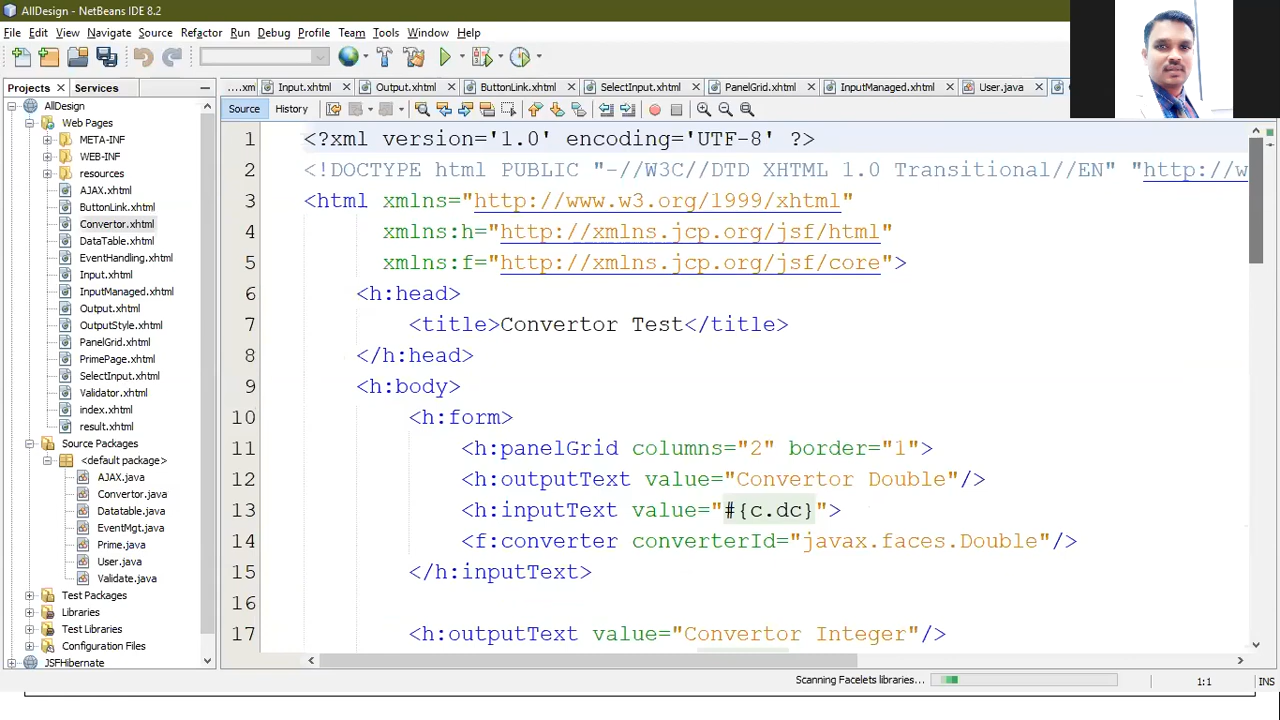 AllDesign - NetBeans IDE 8.2
File Edit View Navigate Source Refactor Run Debug Profile Team Tools Window Help
Projects Services
....xm Input.xhtml Output.xhtml ButtonLink.xhtml SelectInput.xhtml PanelGrid.xhtml InputManaged.xhtml User.java
Source History
AllDesign
Web Pages
META-INF
WEB-INF
resources
AJAX.xhtml
ButtonLink.xhtml
Convertor.xhtml
DataTable.xhtml
EventHandling.xhtml
Input.xhtml
InputManaged.xhtml
Output.xhtml
OutputStyle.xhtml
PanelGrid.xhtml
PrimePage.xhtml
SelectInput.xhtml
Validator.xhtml
index.xhtml
result.xhtml
Source Packages
<default package>
AJAX.java
Convertor.java
Datatable.java
EventMgt.java
Prime.java
User.java
Validate.java
Test Packages
Libraries
Test Libraries
Configuration Files
JSFHibernate
1 <?xml version='1.0' encoding='UTF-8' ?>
2 <!DOCTYPE html PUBLIC "-//W3C//DTD XHTML 1.0 Transitional//EN" "http://w
3 <html xmlns="http://www.w3.org/1999/xhtml"
4 xmlns:h="http://xmlns.jcp.org/jsf/html"
5 xmlns:f="http://xmlns.jcp.org/jsf/core">
6 <h:head>
7 <title>Convertor Test</title>
8 </h:head>
9 <h:body>
10 <h:form>
11 <h:panelGrid columns="2" border="1">
12 <h:outputText value="Convertor Double"/>
13 <h:inputText value="#{c.dc}">
14 <f:converter converterId="javax.faces.Double"/>
15 </h:inputText>
16
17 <h:outputText value="Convertor Integer"/>
Scanning Facelets libraries... 1:1 INS